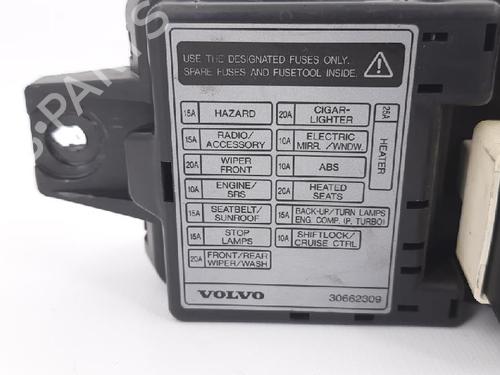 USE THE DESIGNATED FUSES ONLY.
SPARE FUSES AND FUSETOOL INSIDE.
15A HAZARD
15A RADIO/
ACCESSORY
20A WIPER
FRONT
10A ENGINE/
SRS
15A SEATBELT/
SUNROOF
15A STOP
LAMPS
20A FRONT/REAR
WIPER/WASH
20A CIGAR-
LIGHTER
10A ELECTRIC
MIRR./WNDW.
10A ABS
20A HEATED
SEATS
15A BACK-UP/TURN LAMPS
ENG. COMP. (P, TURBO)
10A SHIFTLOCK/
CRUISE CTRL
25A HEATER
VOLVO 30662309